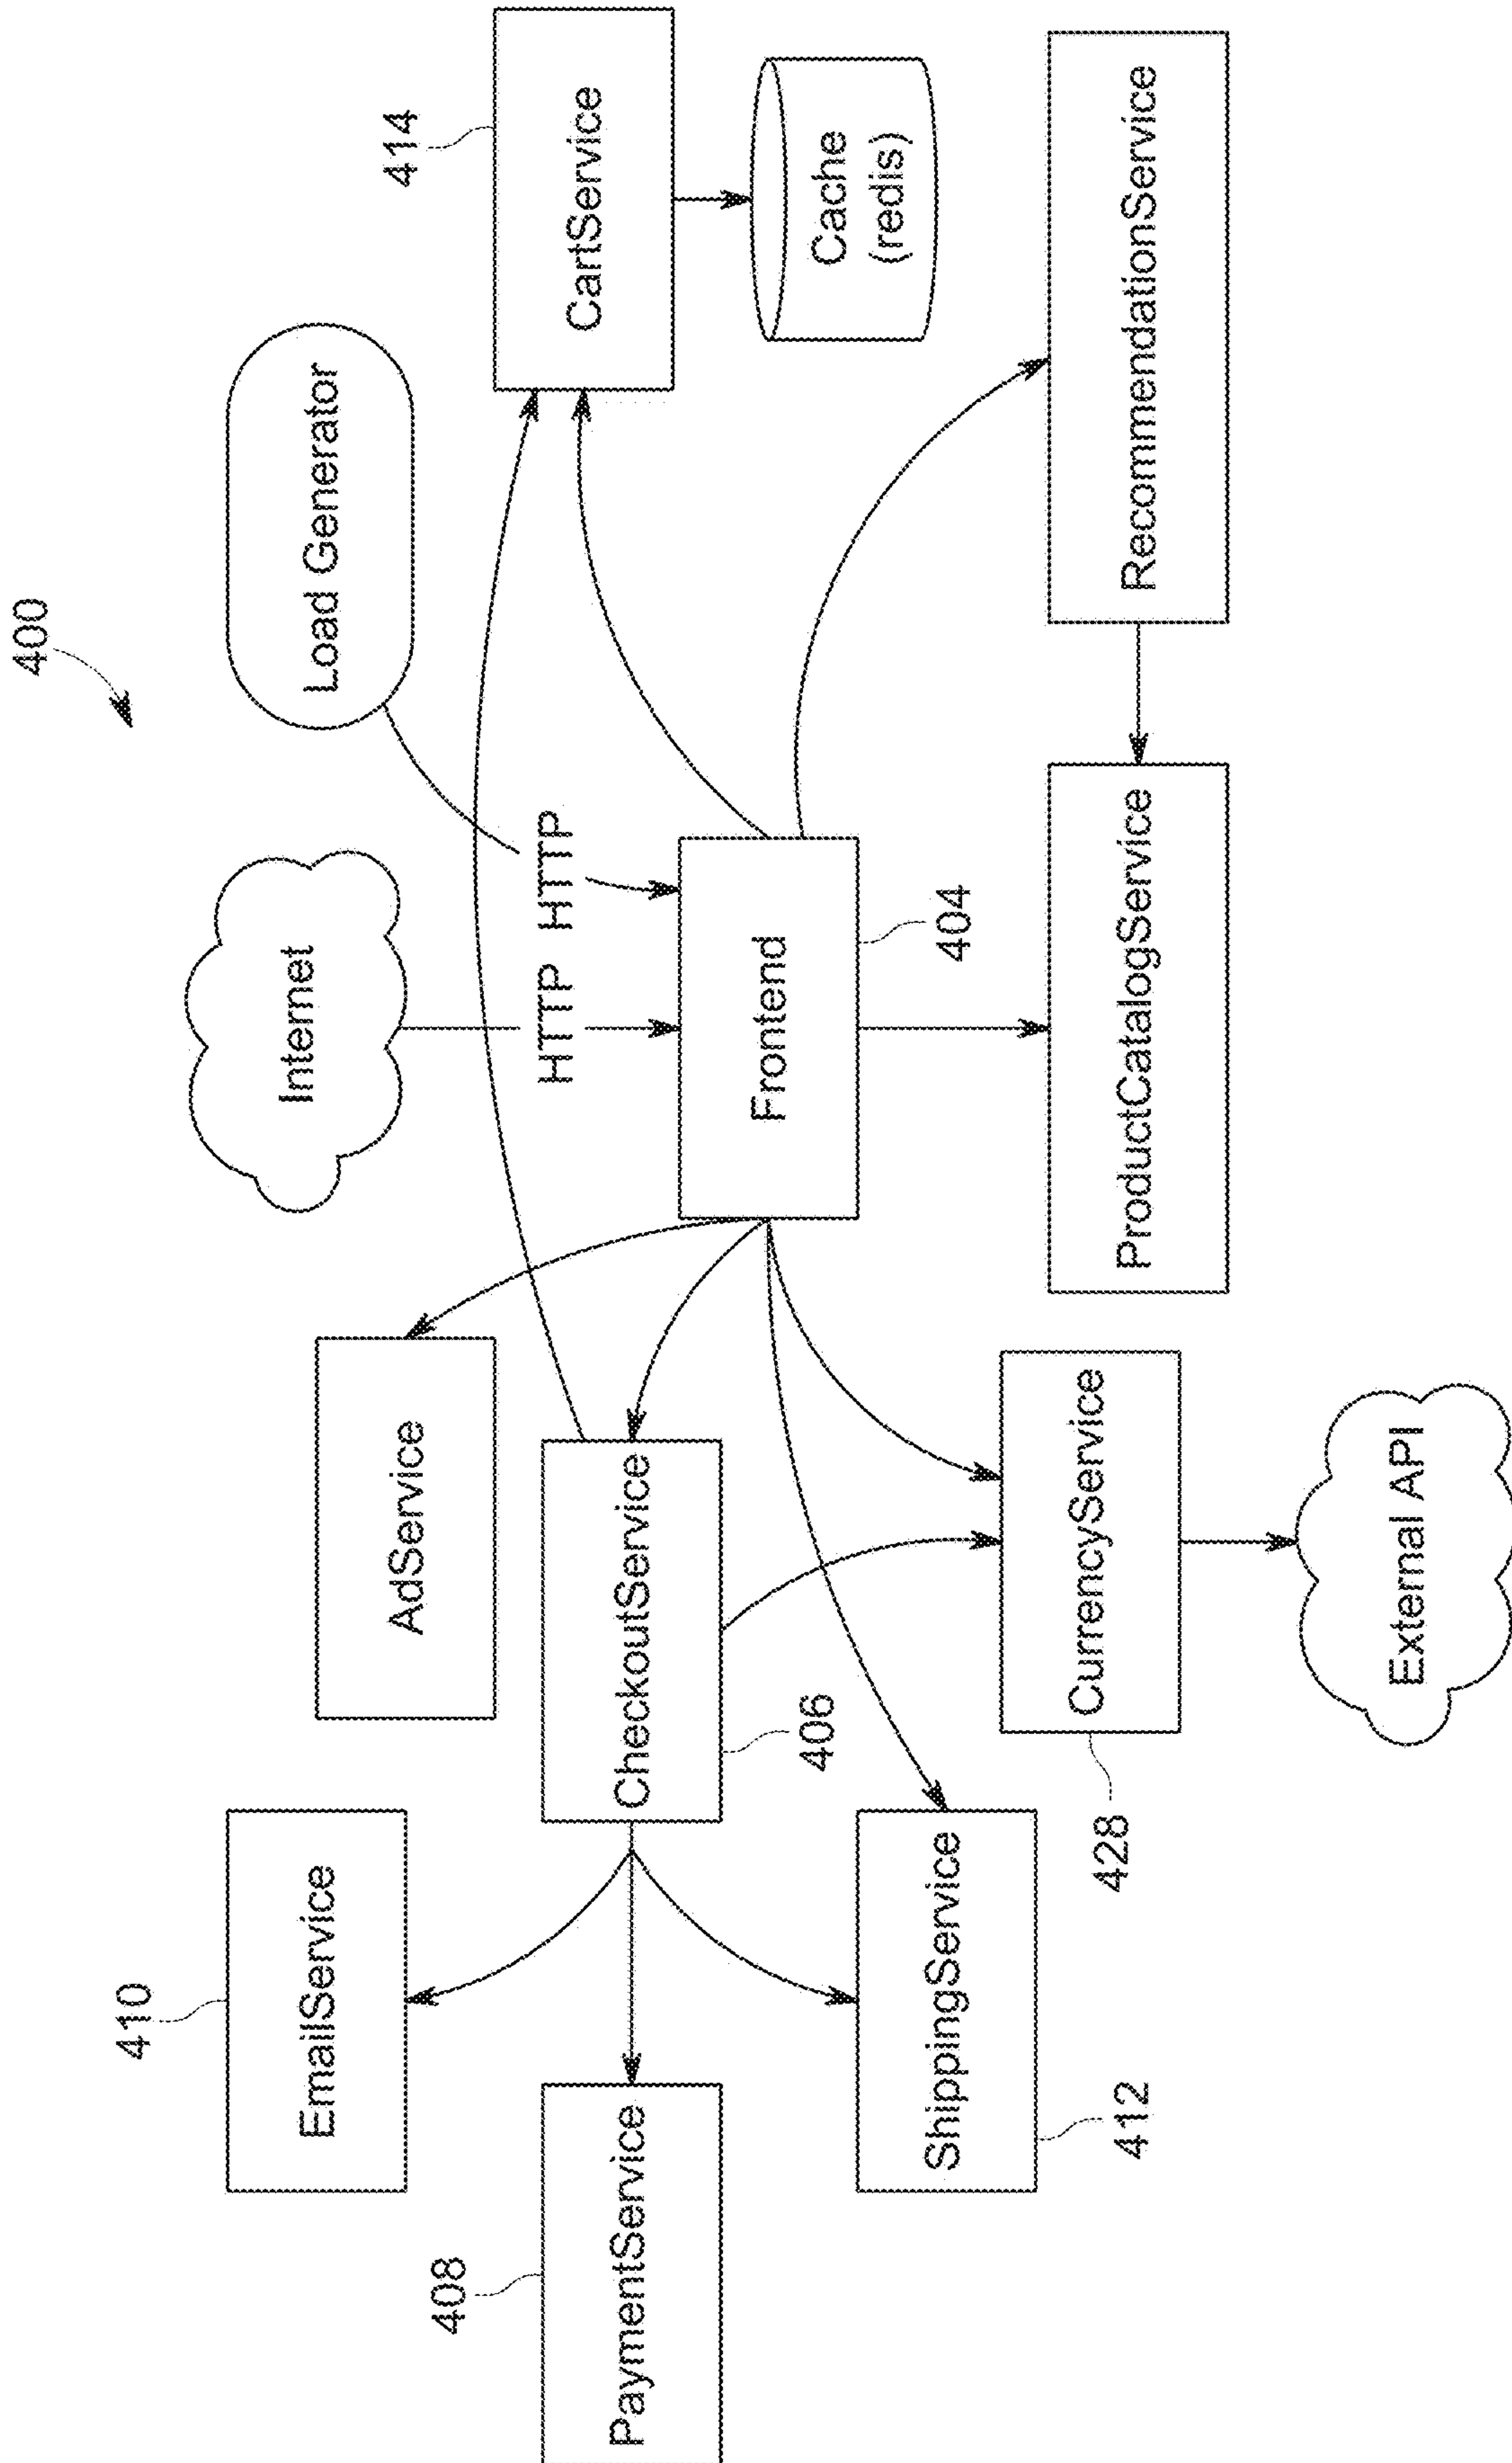 400
Internet
Load Generator
410
EmailService
AdService
414
CartService
408
PaymentService
CheckoutService
406
HTTP
HTTP
Cache
(redis)
Frontend
404
ShippingService
412
CurrencyService
428
ProductCatalogService
RecommendationService
External API